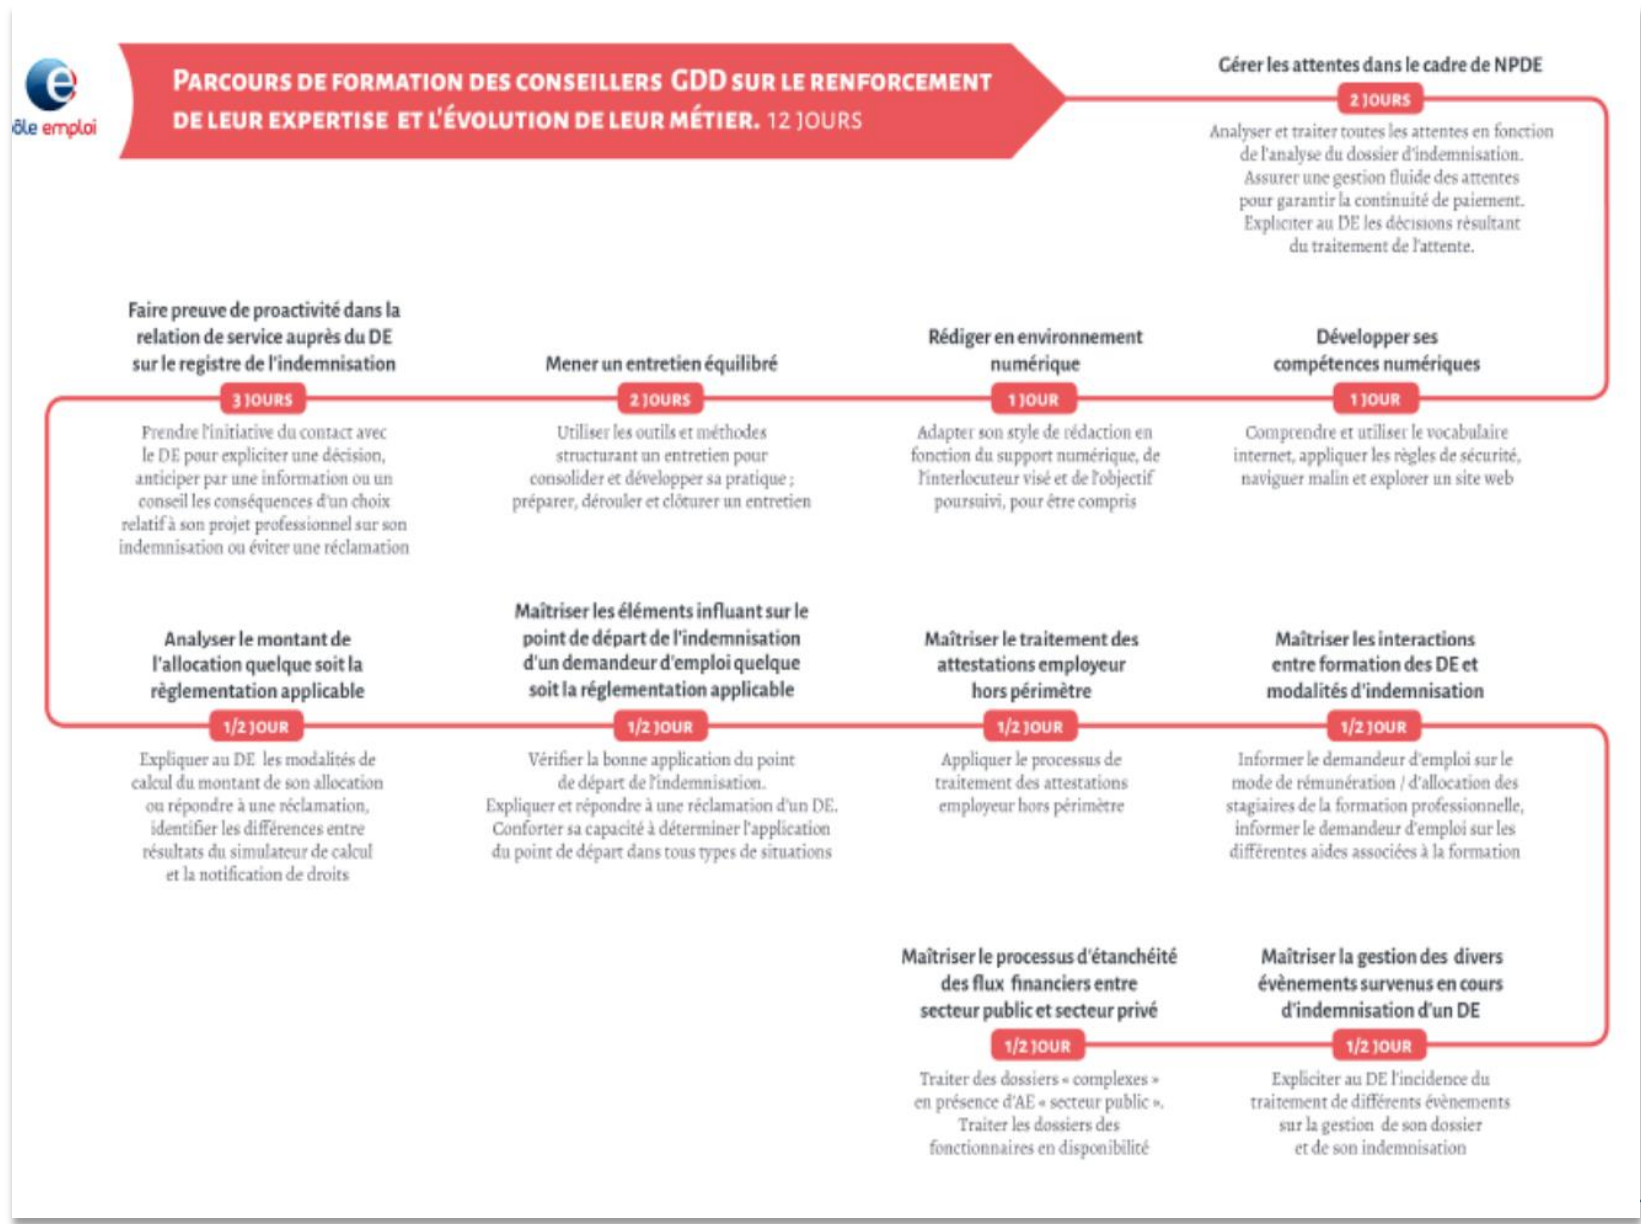 ôle emploi
PARCOURS DE FORMATION DES CONSEILLERS GDD SUR LE RENFORCEMENT
DE LEUR EXPERTISE ET L'ÉVOLUTION DE LEUR MÉTIER. 12 JOURS
Gérer les attentes dans le cadre de NPDE
2 JOURS
Analyser et traiter toutes les attentes en fonction
de l'analyse du dossier d'indemnisation.
Assurer une gestion fluide des attentes
pour garantir la continuité de paiement.
Expliciter au DE les décisions résultant
du traitement de l'attente.
Développer ses
compétences numériques
1 JOUR
Comprendre et utiliser le vocabulaire
internet, appliquer les règles de sécurité,
naviguer malin et explorer un site web
Rédiger en environnement
numérique
1 JOUR
Adapter son style de rédaction en
fonction du support numérique, de
l'interlocuteur visé et de l'objectif
poursuivi, pour être compris
Mener un entretien équilibré
2 JOURS
Utiliser les outils et méthodes
structurant un entretien pour
consolider et développer sa pratique ;
préparer, dérouler et clôturer un entretien
Faire preuve de proactivité dans la
relation de service auprès du DE
sur le registre de l'indemnisation
3 JOURS
Prendre l'initiative du contact avec
le DE pour expliciter une décision,
anticiper par une information ou un
conseil les conséquences d'un choix
relatif à son projet professionnel sur son
indemnisation ou éviter une réclamation
Analyser le montant de
l'allocation quelque soit la
règlementation applicable
1/2 JOUR
Expliquer au DE les modalités de
calcul du montant de son allocation
ou répondre à une réclamation,
identifier les différences entre
résultats du simulateur de calcul
et la notification de droits
Maîtriser les éléments influant sur le
point de départ de l'indemnisation
d'un demandeur d'emploi quelque
soit la réglementation applicable
1/2 JOUR
Vérifier la bonne application du point
de départ de l'indemnisation.
Expliquer et répondre à une réclamation d'un DE.
Conforter sa capacité à déterminer l'application
du point de départ dans tous types de situations
Maîtriser le traitement des
attestations employeur
hors périmètre
1/2 JOUR
Appliquer le processus de
traitement des attestations
employeur hors périmètre
Maîtriser les interactions
entre formation des DE et
modalités d'indemnisation
1/2 JOUR
Informer le demandeur d'emploi sur le
mode de rémunération / d'allocation des
stagiaires de la formation professionnelle,
informer le demandeur d'emploi sur les
différentes aides associées à la formation
Maîtriser la gestion des divers
évènements survenus en cours
d'indemnisation d'un DE
1/2 JOUR
Expliciter au DE l'incidence du
traitement de différents évènements
sur la gestion de son dossier
et de son indemnisation
Maîtriser le processus d'étanchéité
des flux financiers entre
secteur public et secteur privé
1/2 JOUR
Traiter des dossiers « complexes »
en présence d'AE « secteur public ».
Traiter les dossiers des
fonctionnaires en disponibilité